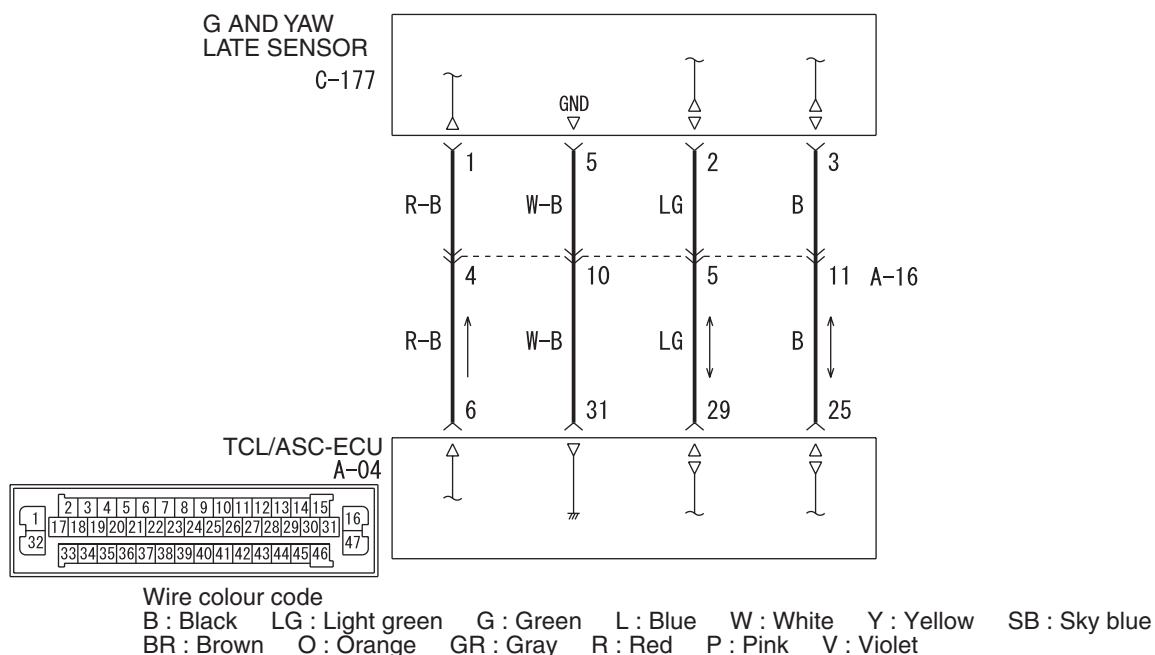 G AND YAW
LATE SENSOR
C-177
GND
1 5 2 3
R-B W-B LG B
4 10 5 11 A-16
R-B W-B LG B
6 31 29 25
TCL/ASC-ECU
A-04
2 3 4 5 6 7 8 9 10 11 12 13 14 15
1 16
17 18 19 20 21 22 23 24 25 26 27 28 29 30 31
32 47
33 34 35 36 37 38 39 40 41 42 43 44 45 46
Wire colour code
B : Black LG : Light green G : Green L : Blue W : White Y : Yellow SB : Sky blue
BR : Brown O : Orange GR : Gray R : Red P : Pink V : Violet